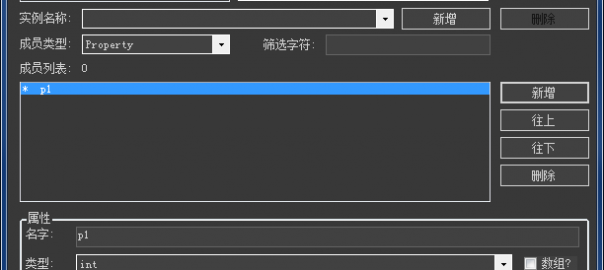 实例名称: 新增 删除
成员类型: Property 筛选字符:
成员列表: 0
* p1
新增
往上
往下
删除
属性
名字: p1
类型: int 数组?